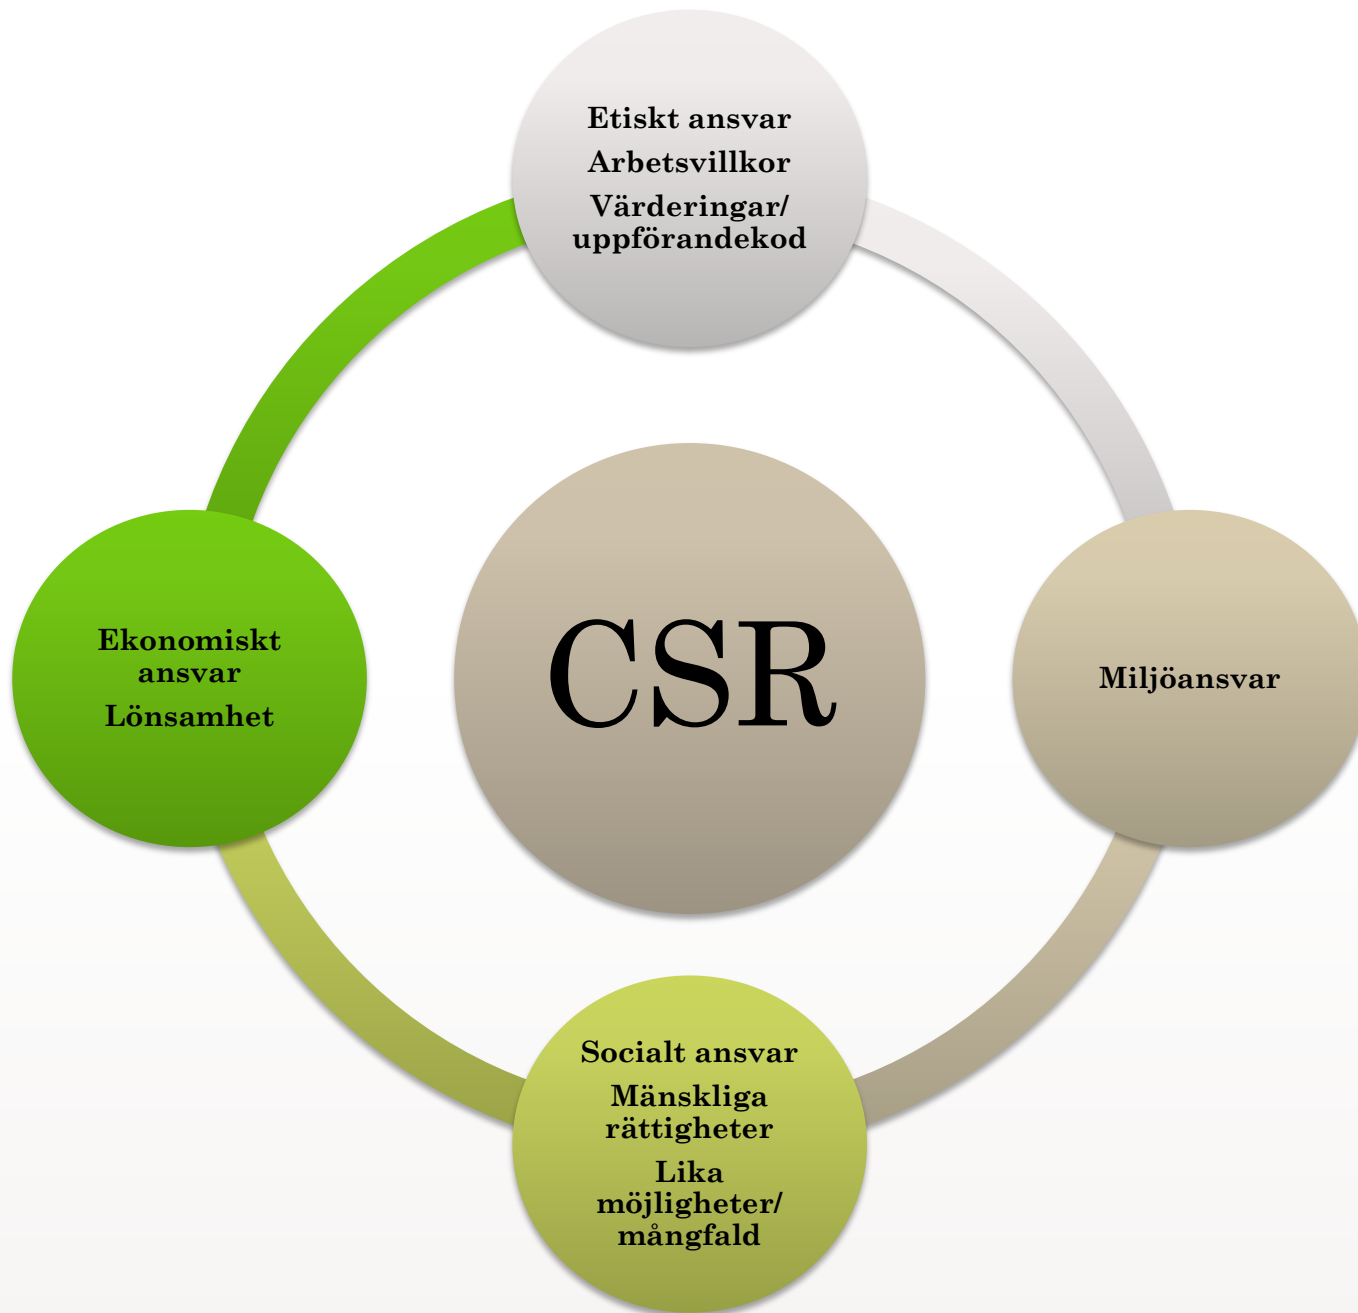 Etiskt ansvar
Arbetsvillkor
Värderingar/
uppförandekod
Ekonomiskt
ansvar
Lönsamhet
CSR
Miljöansvar
Socialt ansvar
Mänskliga
rättigheter
Lika
möjligheter/
mångfald